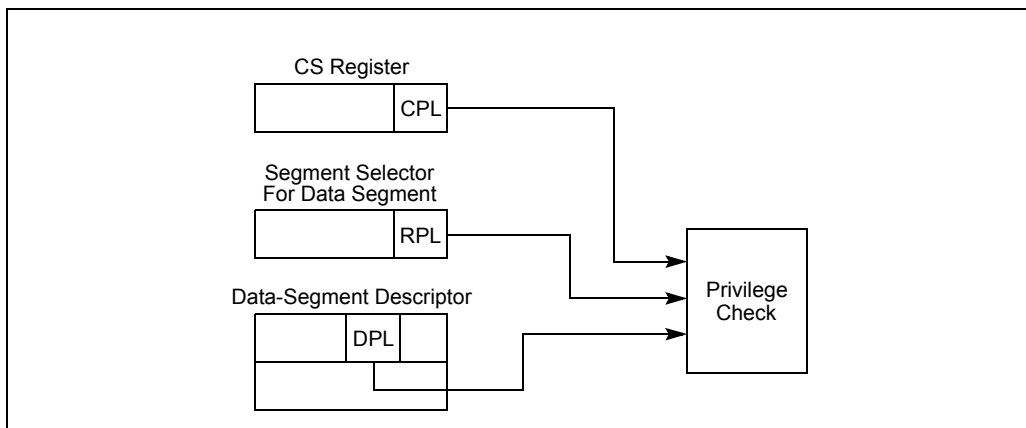 CS Register
CPL
Segment Selector
For Data Segment
RPL
Data-Segment Descriptor
DPL
Privilege
Check